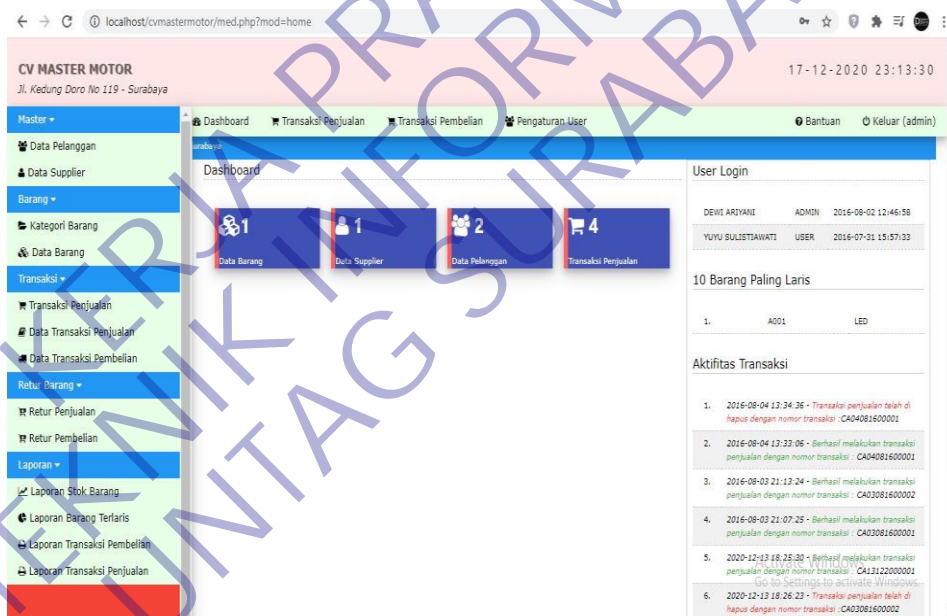 localhost/cvmastermotor/med.php?mod=home
CV MASTER MOTOR
Jl. Kedung Doro No 119 - Surabaya
17-12-2020 23:13:30
Master
Data Pelanggan
Data Supplier
Barang
Kategori Barang
Data Barang
Transaksi
Transaksi Penjualan
Data Transaksi Penjualan
Data Transaksi Pembelian
Retur Barang
Retur Penjualan
Retur Pembelian
Laporan
Laporan Stok Barang
Laporan Barang Terlaris
Laporan Transaksi Pembelian
Laporan Transaksi Penjualan
Dashboard Transaksi Penjualan Transaksi Pembelian Pengaturan User Bantuan Keluar (admin)
urabaya
Dashboard
1
Data Barang
1
Data Supplier
2
Data Pelanggan
4
Transaksi Penjualan
User Login
DEWI ARIYANI ADMIN 2016-08-02 12:46:58
YUYU SULISTIAWATI USER 2016-07-31 15:57:33
10 Barang Paling Laris
1. A001 LED
Aktifitas Transaksi
1. 2016-08-04 13:34:36 - Transaksi penjualan telah di
hapus dengan nomor transaksi :CA04081600001
2. 2016-08-04 13:33:06 - Berhasil melakukan transaksi
penjualan dengan nomor transaksi : CA04081600001
3. 2016-08-03 21:13:24 - Berhasil melakukan transaksi
penjualan dengan nomor transaksi : CA03081600002
4. 2016-08-03 21:07:25 - Berhasil melakukan transaksi
penjualan dengan nomor transaksi : CA03081600001
5. 2020-12-13 18:25:30 - Berhasil melakukan transaksi
penjualan dengan nomor transaksi : CA13122000001
6. 2020-12-13 18:26:23 - Transaksi penjualan telah di
hapus dengan nomor transaksi :CA03081600002
Activate Windows
Go to Settings to activate Windows.
KERJA PRA
TEKNIK INFORM
UNTAG SURABA